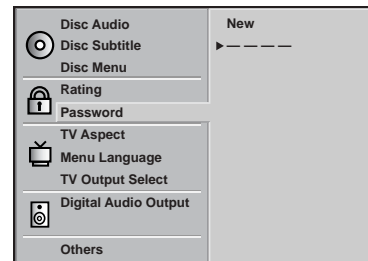 Disc Audio
Disc Subtitle
Disc Menu
Rating
Password
TV Aspect
Menu Language
TV Output Select
Digital Audio Output
Others
New
– – – –